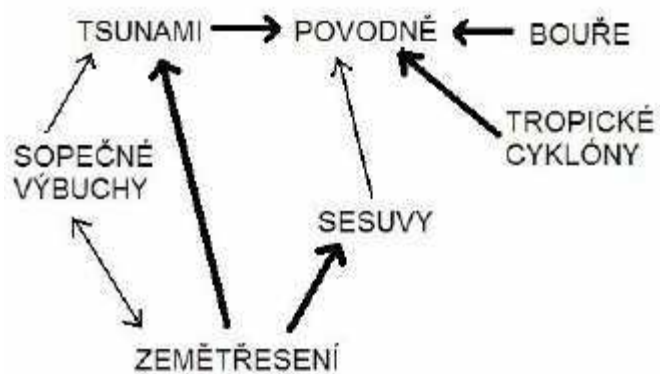 TSUNAMI
POVODNĚ
BOUŘE
TROPICKÉ
CYKLÓNY
SOPEČNÉ
VÝBUCHY
SESUVY
ZEMĚTŘESENÍ